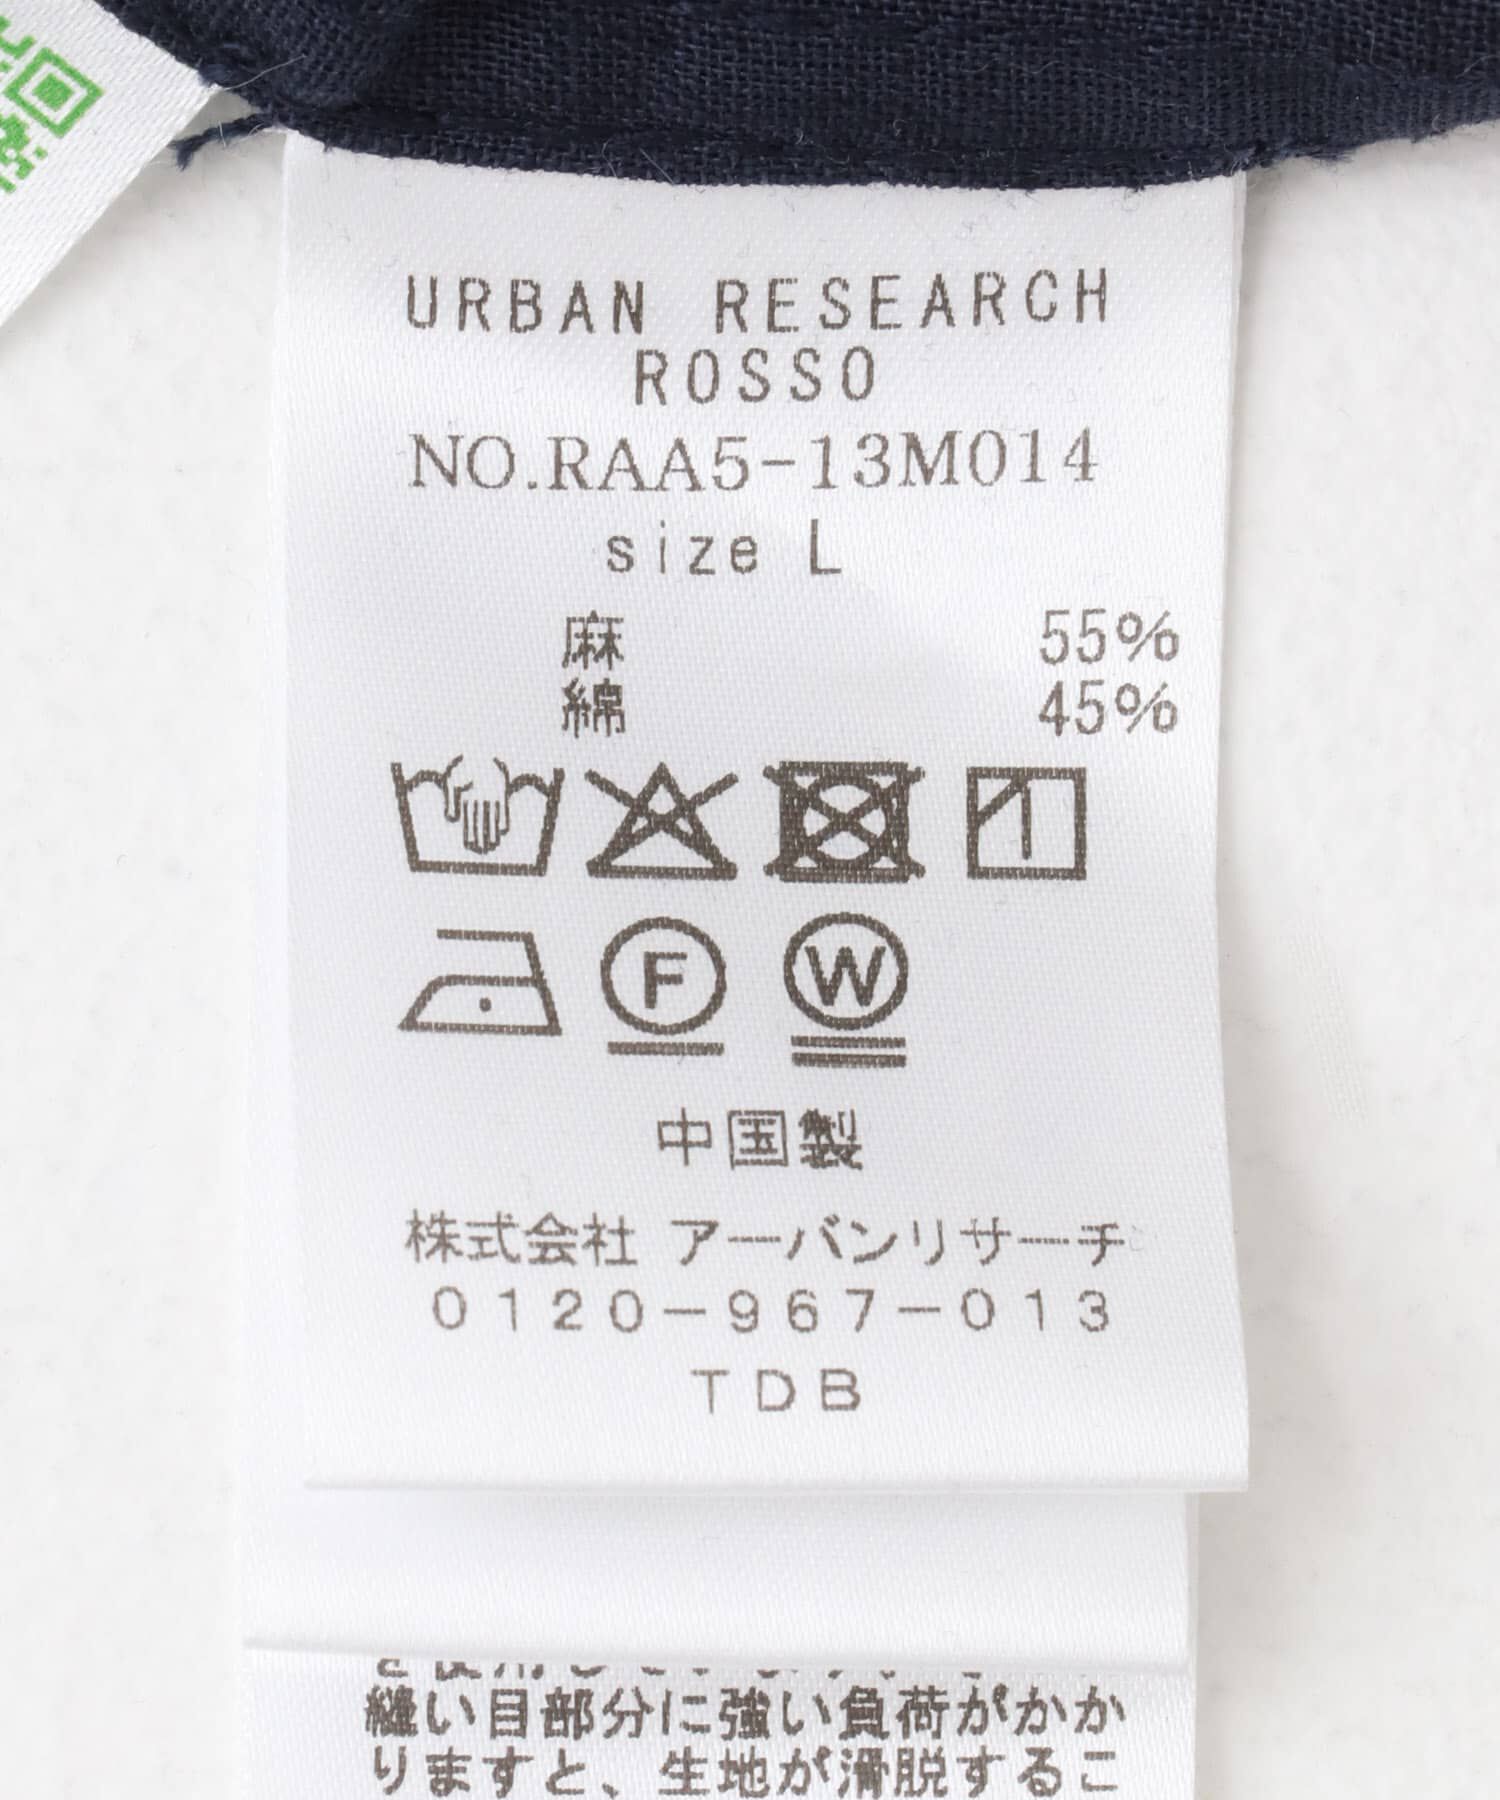 URBAN RESEARCH
ROSSO
NO.RAA5-13M014
size L
麻 55%
綿 45%
F W
中国製
株式会社 アーバンリサーチ
0120-967-013
TDB
縫い目部分に強い負荷がかか
りますと、生地が滑脱するこ